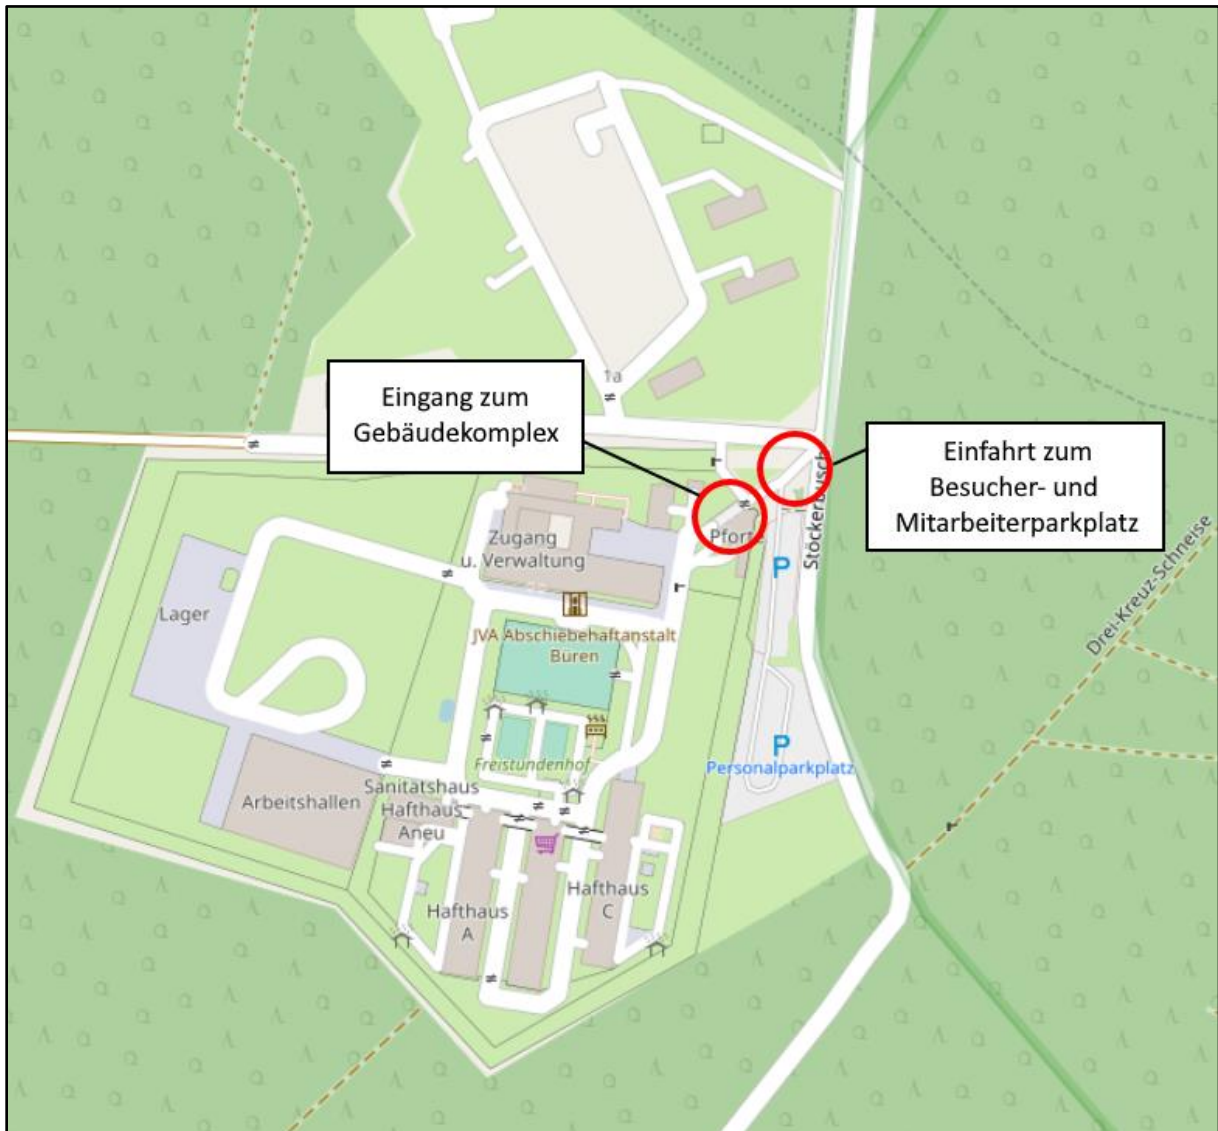 1a
Eingang zum
Gebäudekomplex
Einfahrt zum
Besucher- und
Mitarbeiterparkplatz
Stöckerbusch
Pforte
Zugang
u. Verwaltung
P
Drei-Kreuz-Schneise
Lager
JVA Abschiebehaftanstalt
Büren
P
Personalparkplatz
Freistundenhof
Sanitatshaus
Hafthaus
Aneu
Arbeitshallen
Hafthaus
A
Hafthaus
C